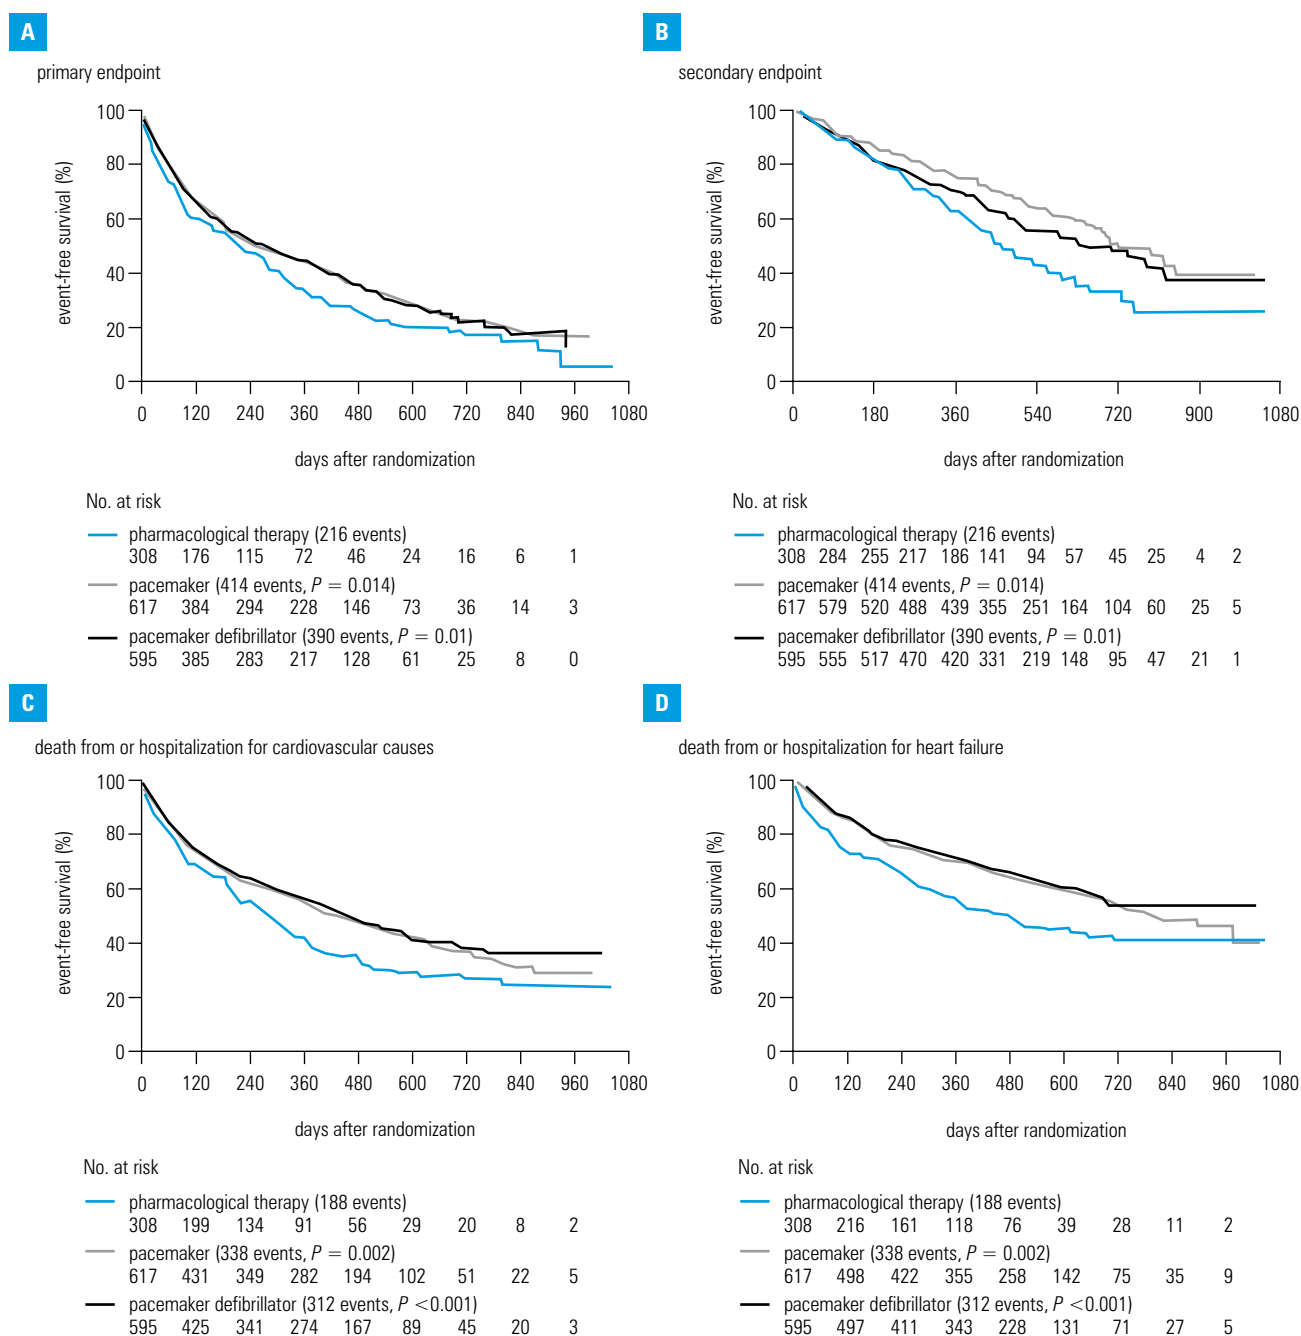 A
primary endpoint
event-free survival (%)
100
80
60
40
20
0
0 120 240 360 480 600 720 840 960 1080
days after randomization
No. at risk
pharmacological therapy (216 events)
308 176 115 72 46 24 16 6 1
pacemaker (414 events, P = 0.014)
617 384 294 228 146 73 36 14 3
pacemaker defibrillator (390 events, P = 0.01)
595 385 283 217 128 61 25 8 0
B
secondary endpoint
event-free survival (%)
100
80
60
40
20
0
0 180 360 540 720 900 1080
days after randomization
No. at risk
pharmacological therapy (216 events)
308 284 255 217 186 141 94 57 45 25 4 2
pacemaker (414 events, P = 0.014)
617 579 520 488 439 355 251 164 104 60 25 5
pacemaker defibrillator (390 events, P = 0.01)
595 555 517 470 420 331 219 148 95 47 21 1
C
death from or hospitalization for cardiovascular causes
event-free survival (%)
100
80
60
40
20
0
0 120 240 360 480 600 720 840 960 1080
days after randomization
No. at risk
pharmacological therapy (188 events)
308 199 134 91 56 29 20 8 2
pacemaker (338 events, P = 0.002)
617 431 349 282 194 102 51 22 5
pacemaker defibrillator (312 events, P <0.001)
595 425 341 274 167 89 45 20 3
D
death from or hospitalization for heart failure
event-free survival (%)
100
80
60
40
20
0
0 120 240 360 480 600 720 840 960 1080
days after randomization
No. at risk
pharmacological therapy (188 events)
308 216 161 118 76 39 28 11 2
pacemaker (338 events, P = 0.002)
617 498 422 355 258 142 75 35 9
pacemaker defibrillator (312 events, P <0.001)
595 497 411 343 228 131 71 27 5